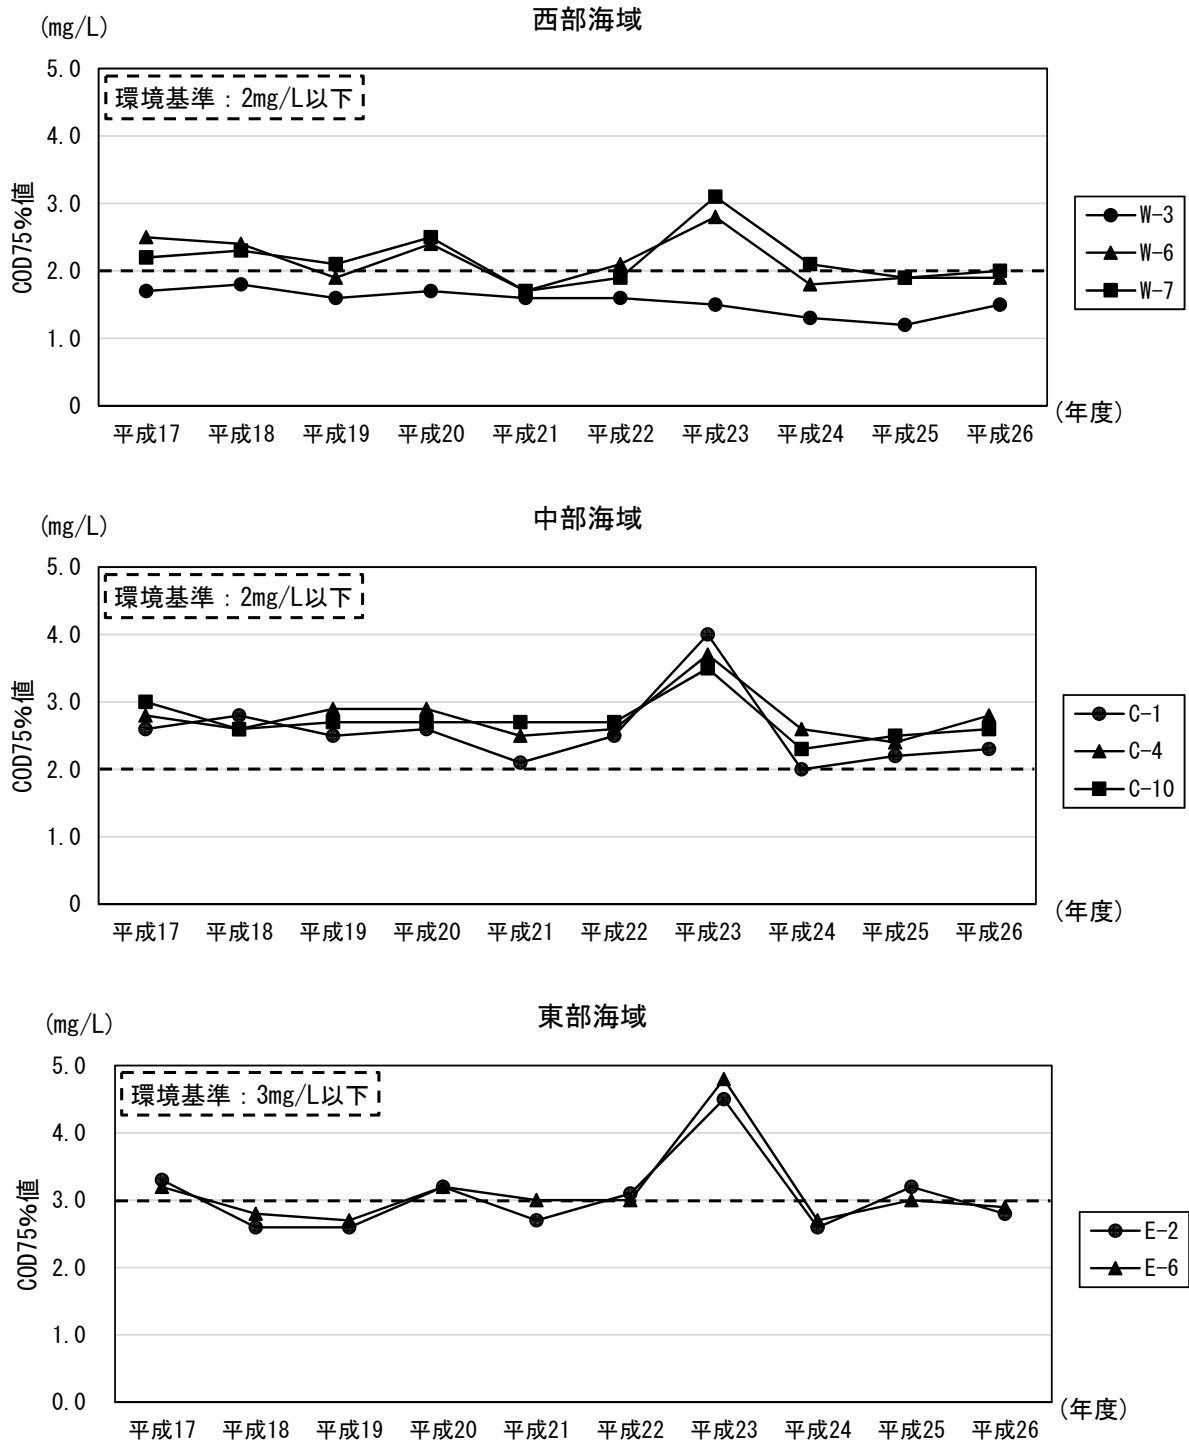 西部海域
(mg/L)
環境基準：2mg/L以下
5.0
4.0
3.0
2.0
1.0
0
COD75%値
平成17 平成18 平成19 平成20 平成21 平成22 平成23 平成24 平成25 平成26
(年度)
W-3
W-6
W-7
中部海域
(mg/L)
環境基準：2mg/L以下
5.0
4.0
3.0
2.0
1.0
0
COD75%値
平成17 平成18 平成19 平成20 平成21 平成22 平成23 平成24 平成25 平成26
(年度)
C-1
C-4
C-10
東部海域
(mg/L)
環境基準：3mg/L以下
5.0
4.0
3.0
2.0
1.0
0.0
COD75%値
平成17 平成18 平成19 平成20 平成21 平成22 平成23 平成24 平成25 平成26
(年度)
E-2
E-6